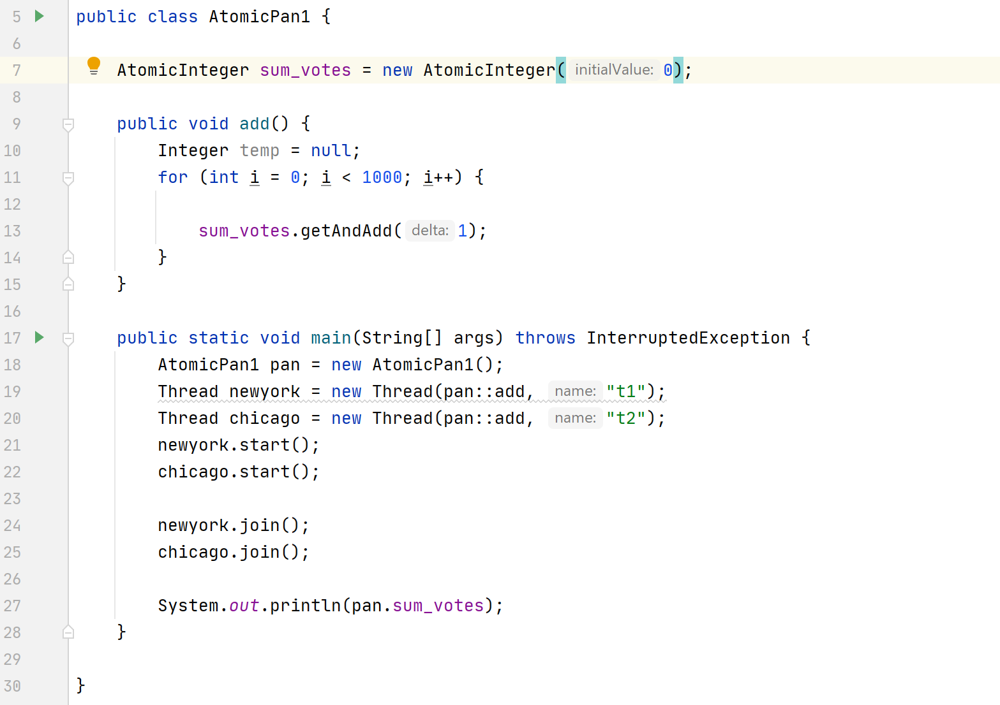 5 public class AtomicPan1 {
6
7 AtomicInteger sum_votes = new AtomicInteger( initialValue: 0);
8
9 public void add() {
10 Integer temp = null;
11 for (int i = 0; i < 1000; i++) {
12
13 sum_votes.getAndAdd( delta: 1);
14 }
15 }
16
17 public static void main(String[] args) throws InterruptedException {
18 AtomicPan1 pan = new AtomicPan1();
19 Thread newyork = new Thread(pan::add, name: "t1");
20 Thread chicago = new Thread(pan::add, name: "t2");
21 newyork.start();
22 chicago.start();
23
24 newyork.join();
25 chicago.join();
26
27 System.out.println(pan.sum_votes);
28 }
29
30 }